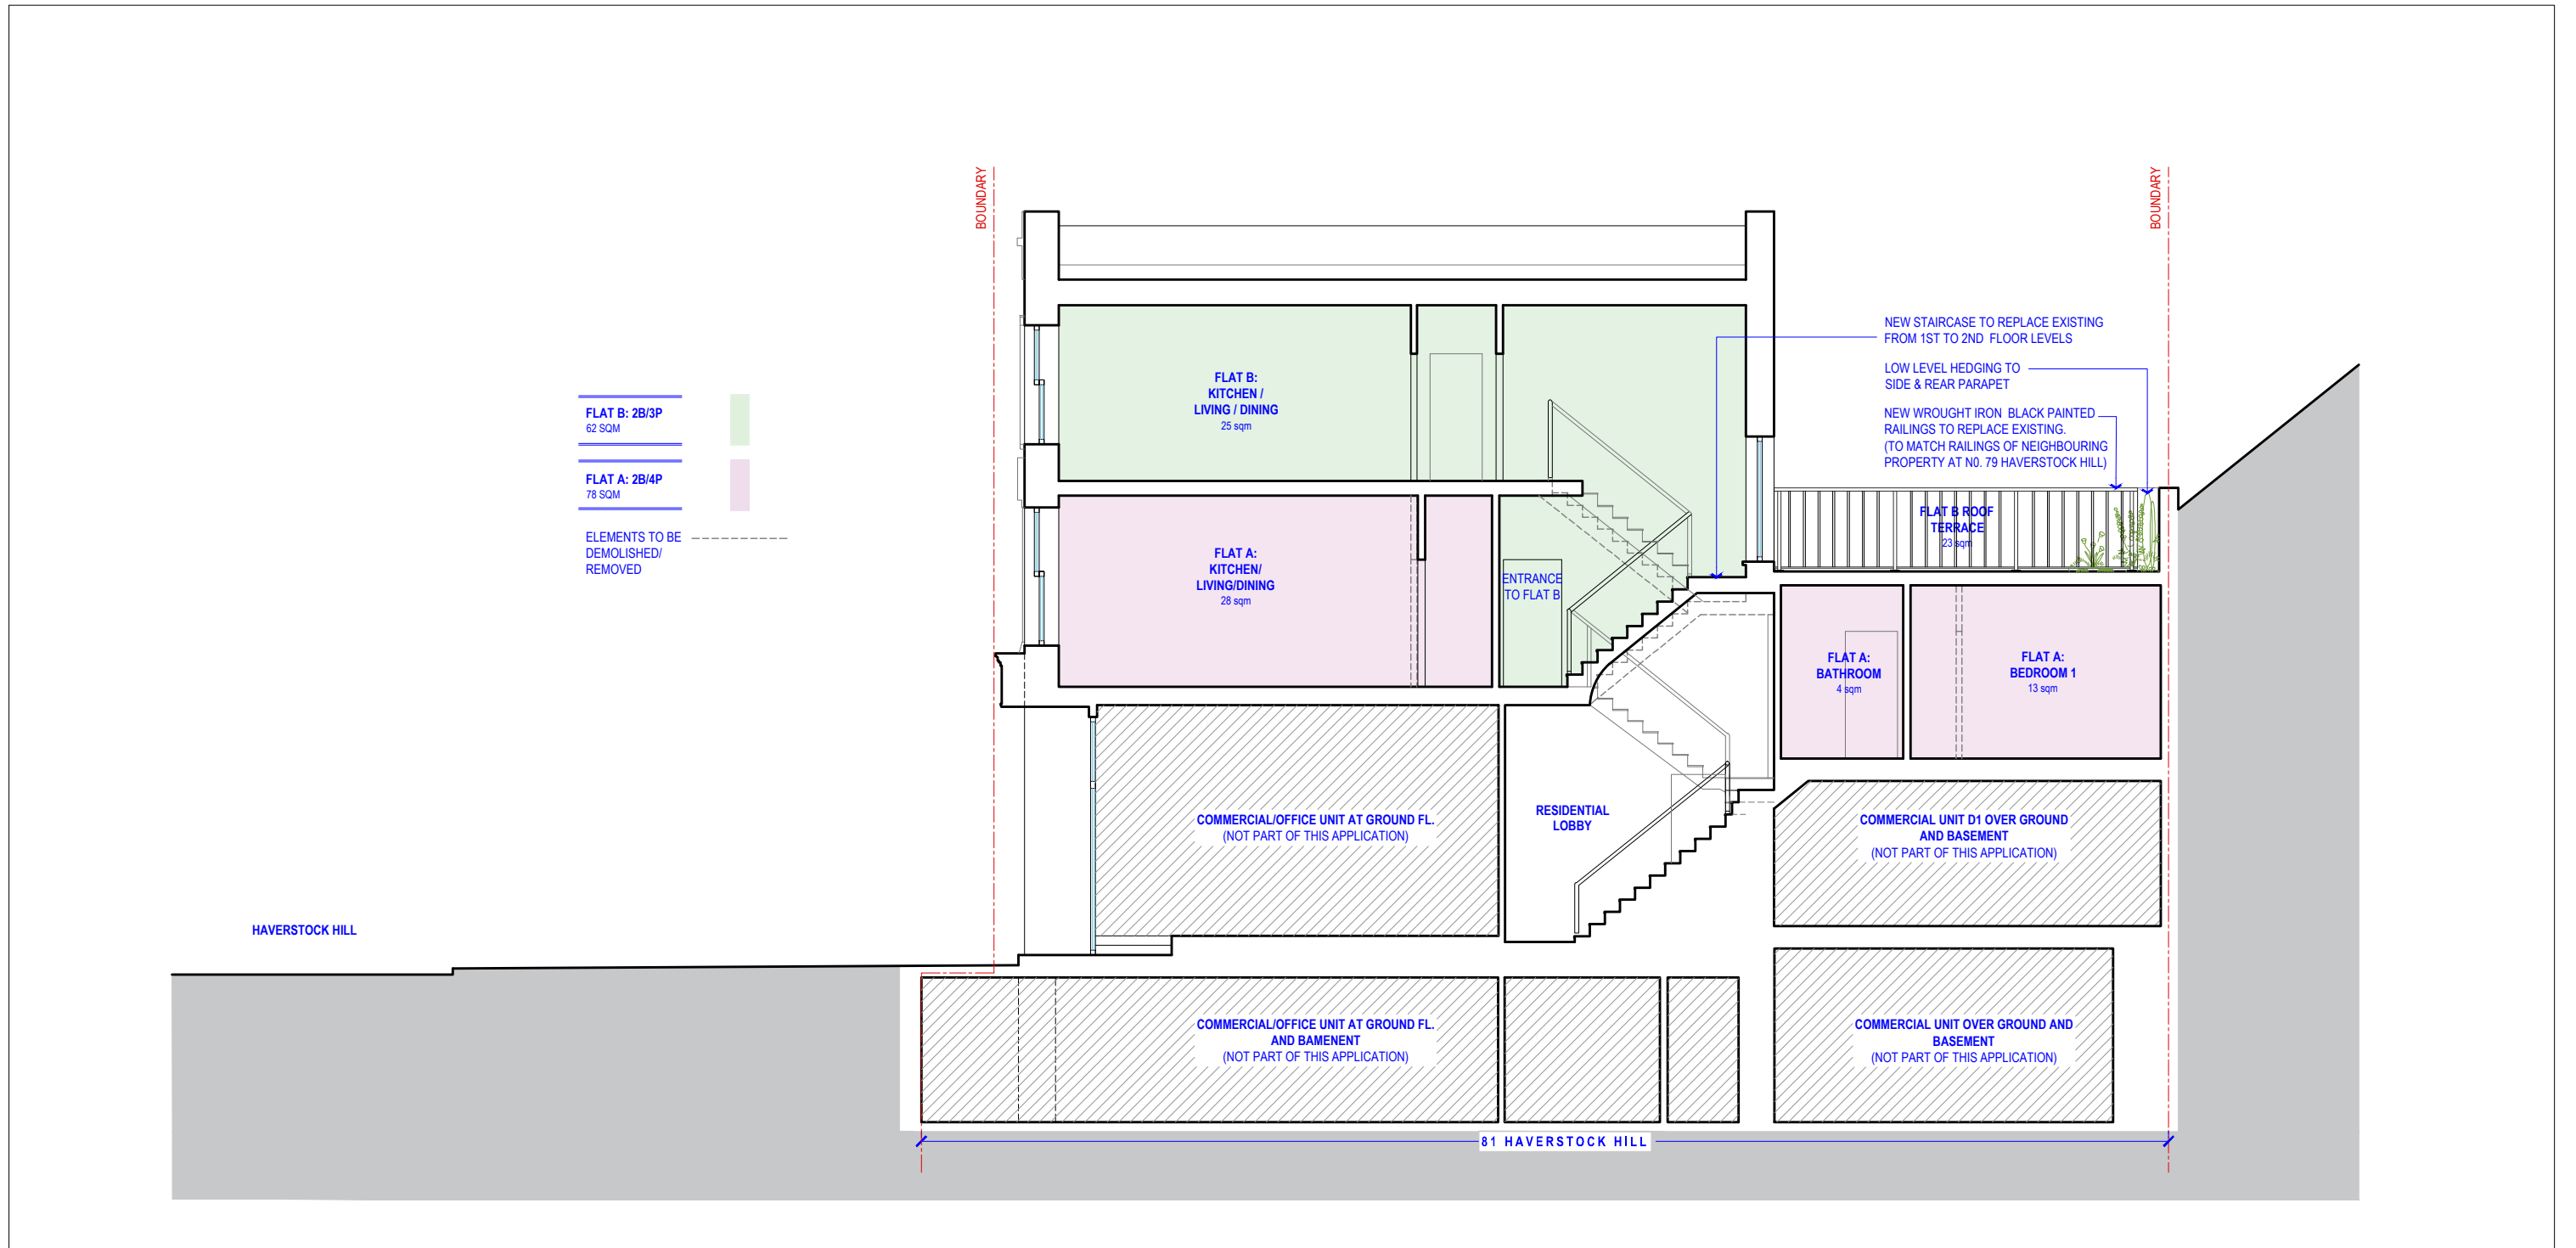 BOUNDARY
BOUNDARY
NEW STAIRCASE TO REPLACE EXISTING
FROM 1ST TO 2ND FLOOR LEVELS
LOW LEVEL HEDGING TO
SIDE & REAR PARAPET
NEW WROUGHT IRON BLACK PAINTED
RAILINGS TO REPLACE EXISTING.
(TO MATCH RAILINGS OF NEIGHBOURING
PROPERTY AT N0. 79 HAVERSTOCK HILL)
FLAT B: 2B/3P
62 SQM
FLAT A: 2B/4P
78 SQM
ELEMENTS TO BE
DEMOLISHED/
REMOVED
FLAT B:
KITCHEN /
LIVING / DINING
25 sqm
FLAT B ROOF
TERRACE
23 sqm
FLAT A:
KITCHEN/
LIVING/DINING
28 sqm
ENTRANCE
TO FLAT B
FLAT A:
BATHROOM
4 sqm
FLAT A:
BEDROOM 1
13 sqm
COMMERCIAL/OFFICE UNIT AT GROUND FL.
(NOT PART OF THIS APPLICATION)
RESIDENTIAL
LOBBY
COMMERCIAL UNIT D1 OVER GROUND
AND BASEMENT
(NOT PART OF THIS APPLICATION)
HAVERSTOCK HILL
COMMERCIAL/OFFICE UNIT AT GROUND FL.
AND BAMENENT
(NOT PART OF THIS APPLICATION)
COMMERCIAL UNIT OVER GROUND AND
BASEMENT
(NOT PART OF THIS APPLICATION)
81 HAVERSTOCK HILL